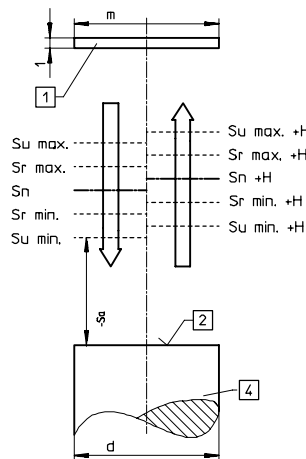 m
1
1
Su max.
Sr max.
Sn
Sr min.
Su min.
Su max. +H
Sr max. +H
Sn +H
Sr min. +H
Su min. +H
-Sa
2
4
d